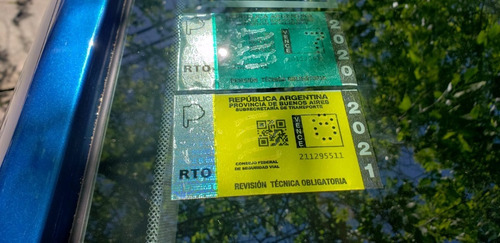 P
VENCE
2020
RTO
P
REPÚBLICA ARGENTINA
PROVINCIA DE BUENOS AIRES
SUBSECRETARÍA DE TRANSPORTE
VENCE
2021
211295511
CONSEJO FEDERAL
DE SEGURIDAD VIAL
RTO
REVISIÓN TÉCNICA OBLIGATORIA